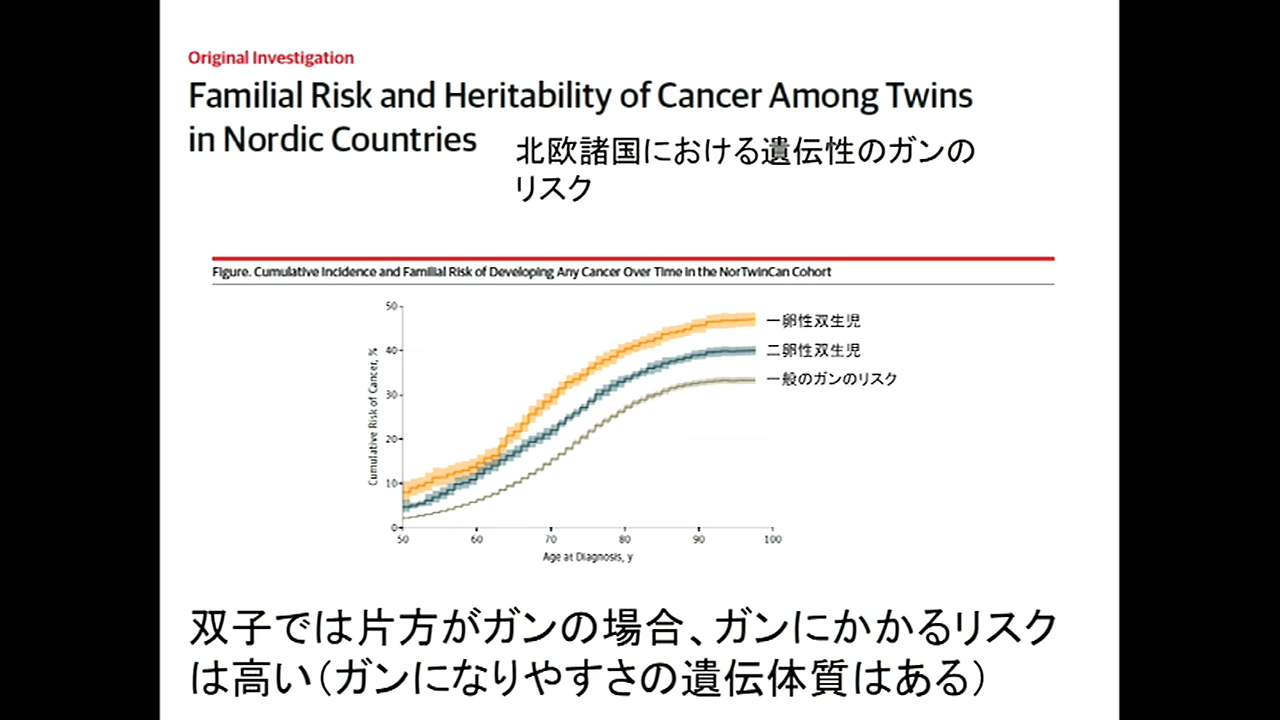 Original Investigation
Familial Risk and Heritability of Cancer Among Twins
in Nordic Countries
北欧諸国における遺伝性のガンの
リスク
Figure. Cumulative Incidence and Familial Risk of Developing Any Cancer Over Time in the NorTwinCan Cohort
50
40
30
20
10
0
Cumulative Risk of Cancer, %
一卵性双生児
二卵性双生児
一般のガンのリスク
50 60 70 80 90 100
Age at Diagnosis, y
双子では片方がガンの場合、ガンにかかるリスク
は高い（ガンになりやすさの遺伝体質はある）